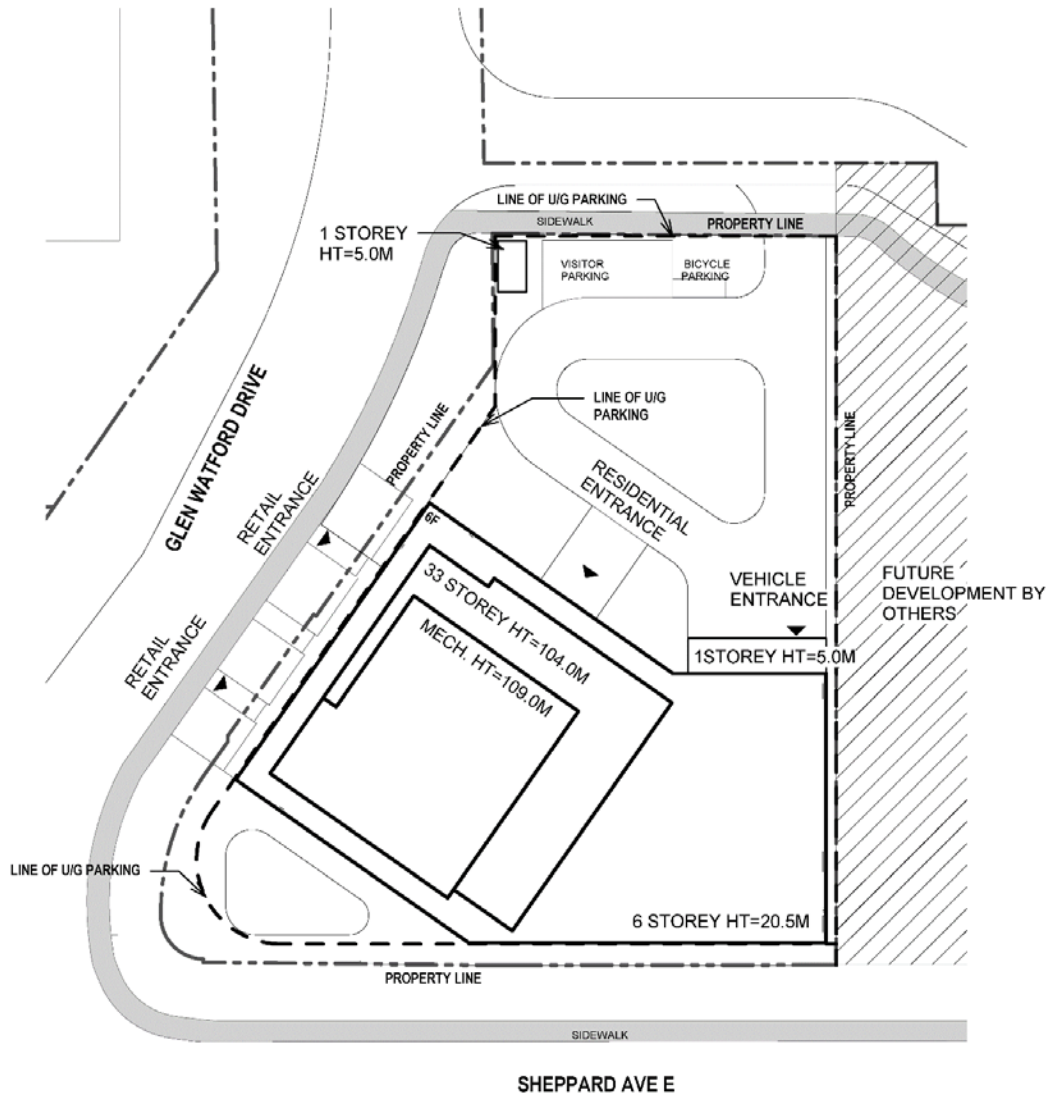 LINE OF U/G PARKING
SIDEWALK
PROPERTY LINE
1 STOREY
HT=5.0M
VISITOR
PARKING
BICYCLE
PARKING
GLEN WATFORD DRIVE
PROPERTY LINE
LINE OF U/G
PARKING
PROPERTY LINE
RETAIL
ENTRANCE
RESIDENTIAL
ENTRANCE
6F
33 STOREY HT=104.0M
MECH. HT=109.0M
VEHICLE
ENTRANCE
FUTURE
DEVELOPMENT BY
OTHERS
1STOREY HT=5.0M
RETAIL
ENTRANCE
LINE OF U/G PARKING
6 STOREY HT=20.5M
PROPERTY LINE
SIDEWALK
SHEPPARD AVE E